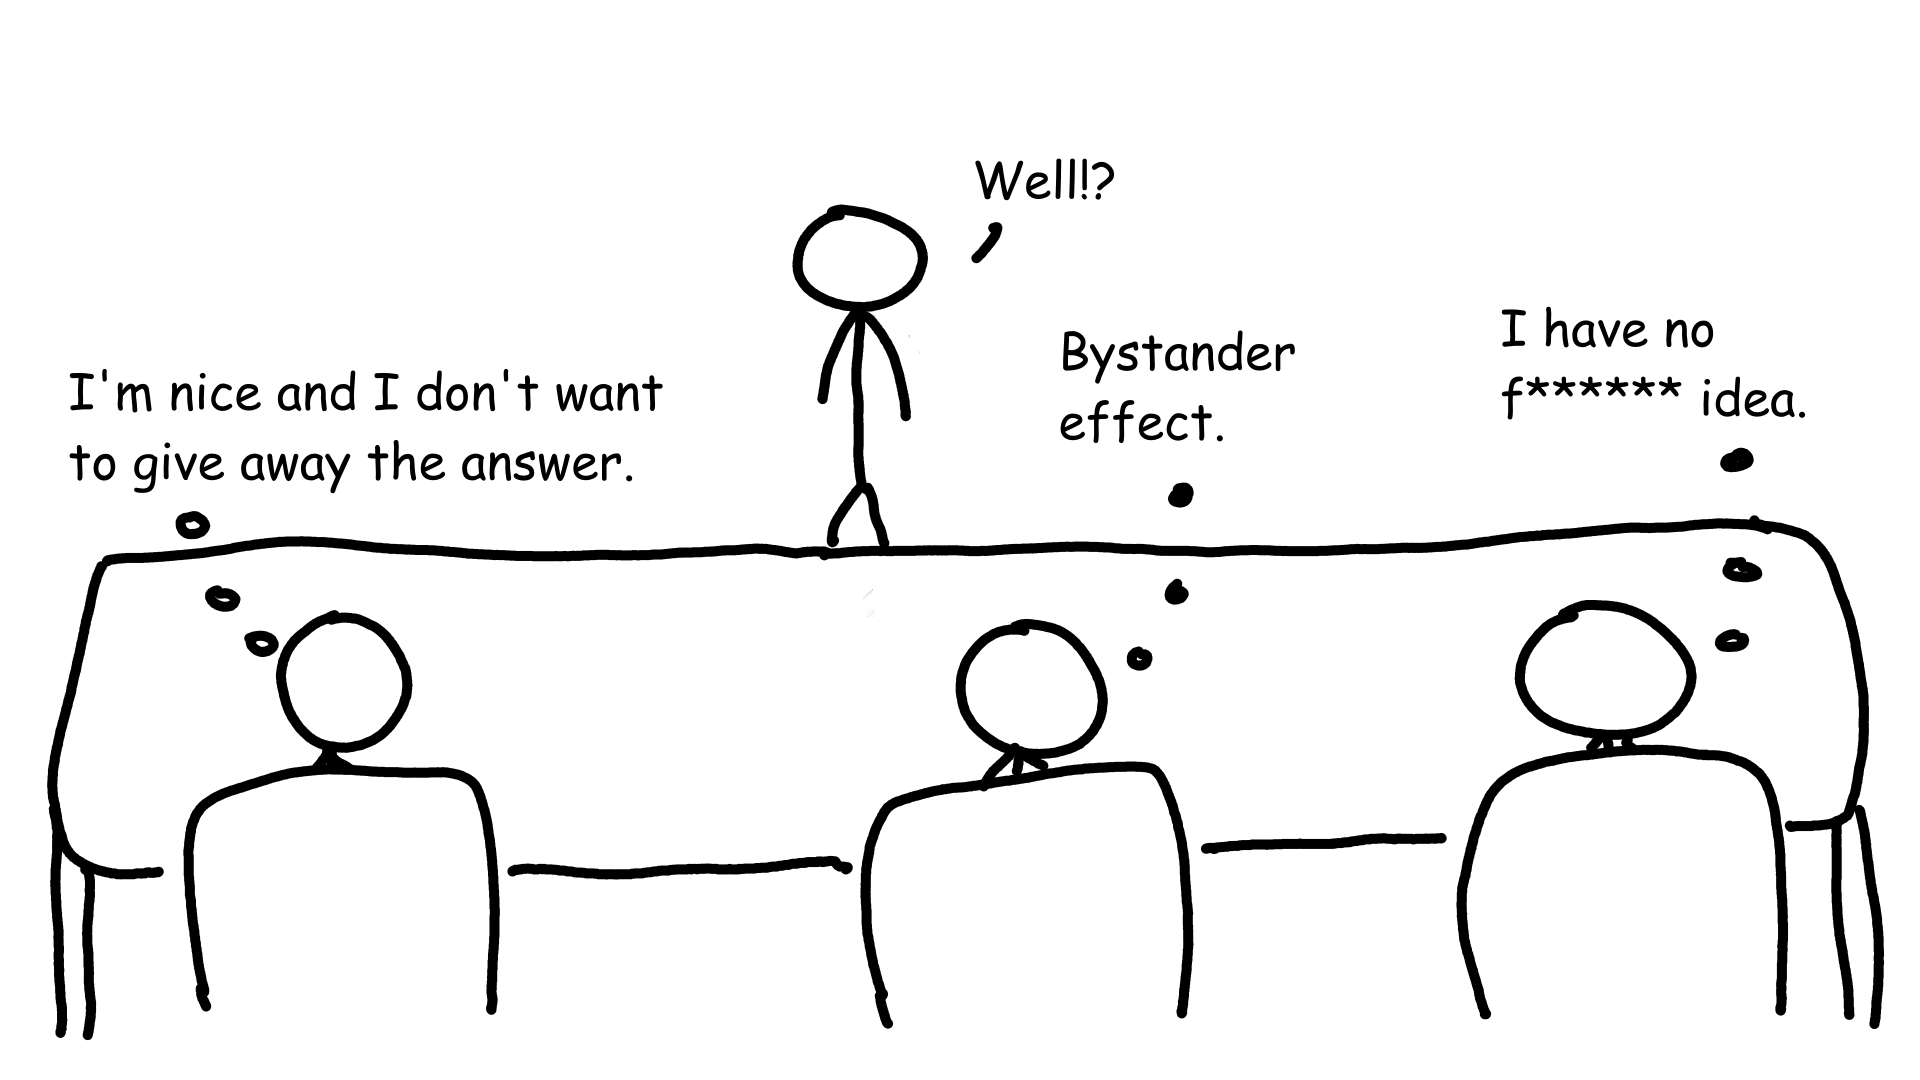 Well!?
I'm nice and I don't want
to give away the answer.
Bystander
effect.
I have no
f****** idea.